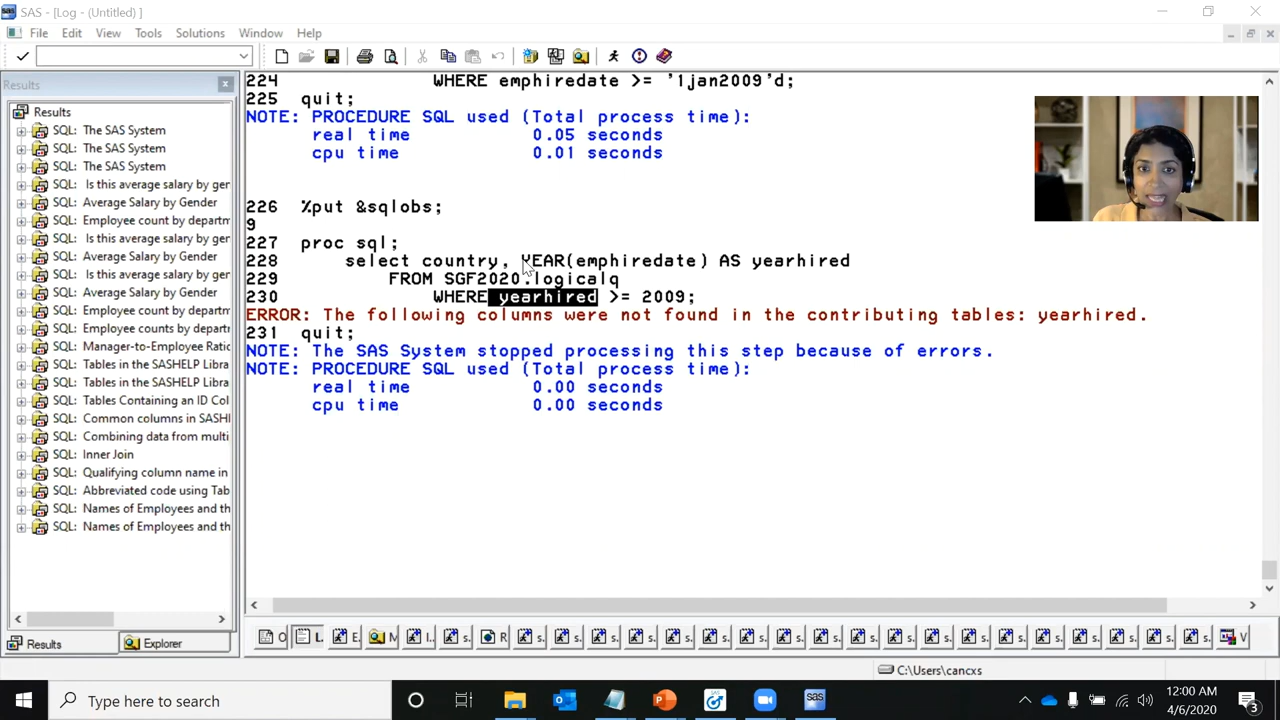 SAS - [Log - (Untitled) ]
File Edit View Tools Solutions Window Help
Results
Results
SQL: The SAS System
SQL: The SAS System
SQL: The SAS System
SQL: Is this average salary by ger
SQL: Average Salary by Gender
SQL: Employee count by departm
SQL: Is this average salary by ger
SQL: Average Salary by Gender
SQL: Is this average salary by ger
SQL: Average Salary by Gender
SQL: Employee count by departm
SQL: Employee counts by departr
SQL: Manager-to-Employee Ratic
SQL: Tables in the SASHELP Libra
SQL: Tables in the SASHELP Libra
SQL: Tables Containing an ID Col
SQL: Common columns in SASHI
SQL: Combining data from multi
SQL: Inner Join
SQL: Qualifying column name in
SQL: Abbreviated code using Tab
SQL: Names of Employees and th
SQL: Names of Employees and th
Results Explorer
224 WHERE emphiredate >= '1jan2009'd;
225 quit;
NOTE: PROCEDURE SQL used (Total process time):
real time 0.05 seconds
cpu time 0.01 seconds
226 %put &sqlobs;
9
227 proc sql;
228 select country, YEAR(emphiredate) AS yearhired
229 FROM SGF2020.logicalq
230 WHERE yearhired >= 2009;
ERROR: The following columns were not found in the contributing tables: yearhired.
231 quit;
NOTE: The SAS System stopped processing this step because of errors.
NOTE: PROCEDURE SQL used (Total process time):
real time 0.00 seconds
cpu time 0.00 seconds
O L. E. M I. s. R s. s. s. s. s. s. s. s. s. s. s. s. s. s. s. s. s. s. s. V
C:\Users\cancxs
Type here to search
12:00 AM
4/6/2020
3